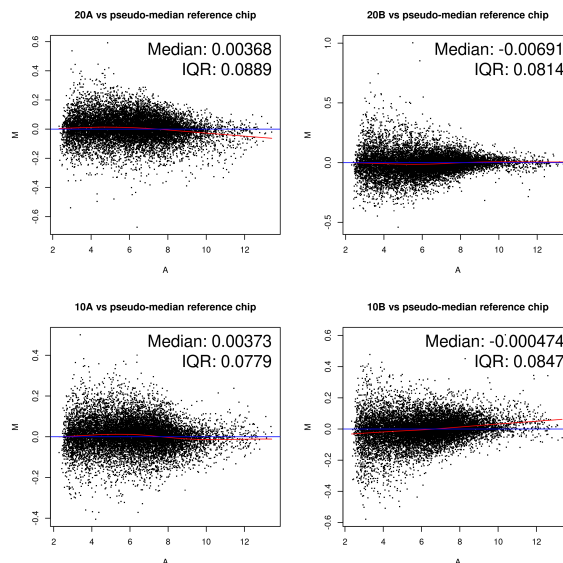 20A vs pseudo-median reference chip
Median: 0.00368
IQR: 0.0889
M
0.6
0.4
0.2
0.0
-0.2
-0.4
-0.6
2 4 6 8 10 12
A
20B vs pseudo-median reference chip
Median: -0.00691
IQR: 0.0814
M
1.0
0.5
0.0
-0.5
2 4 6 8 10 12
A
10A vs pseudo-median reference chip
Median: 0.00373
IQR: 0.0779
M
0.4
0.2
0.0
-0.2
-0.4
2 4 6 8 10 12
A
10B vs pseudo-median reference chip
Median: -0.000474
IQR: 0.0847
M
0.6
0.4
0.2
0.0
-0.2
-0.4
-0.6
2 4 6 8 10 12
A